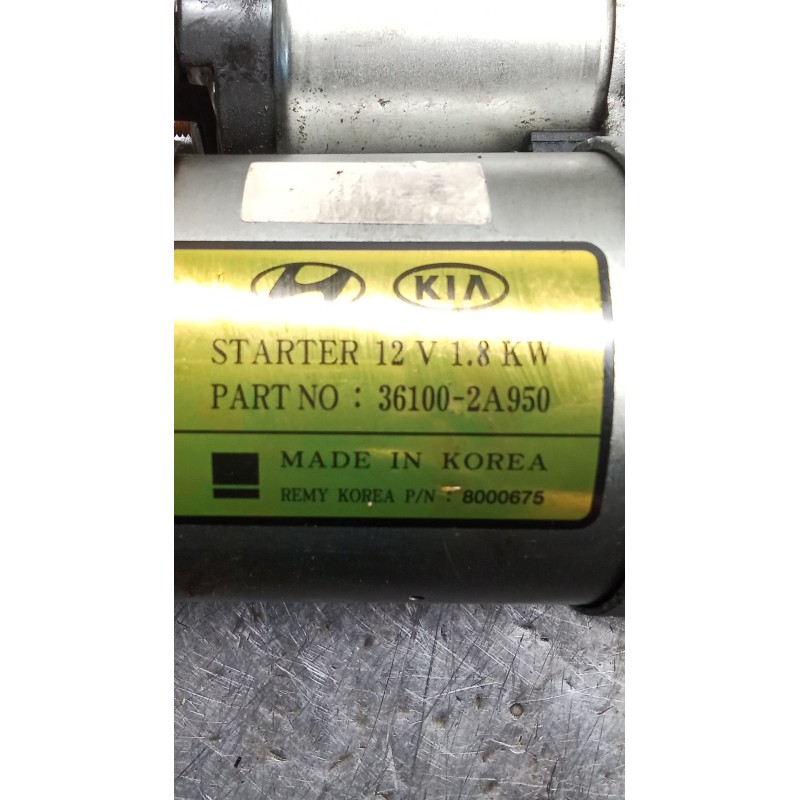 KIA
STARTER 12 V 1.8 KW
PART NO : 36100-2A950
MADE IN KOREA
REMY KOREA P/N : 8000675